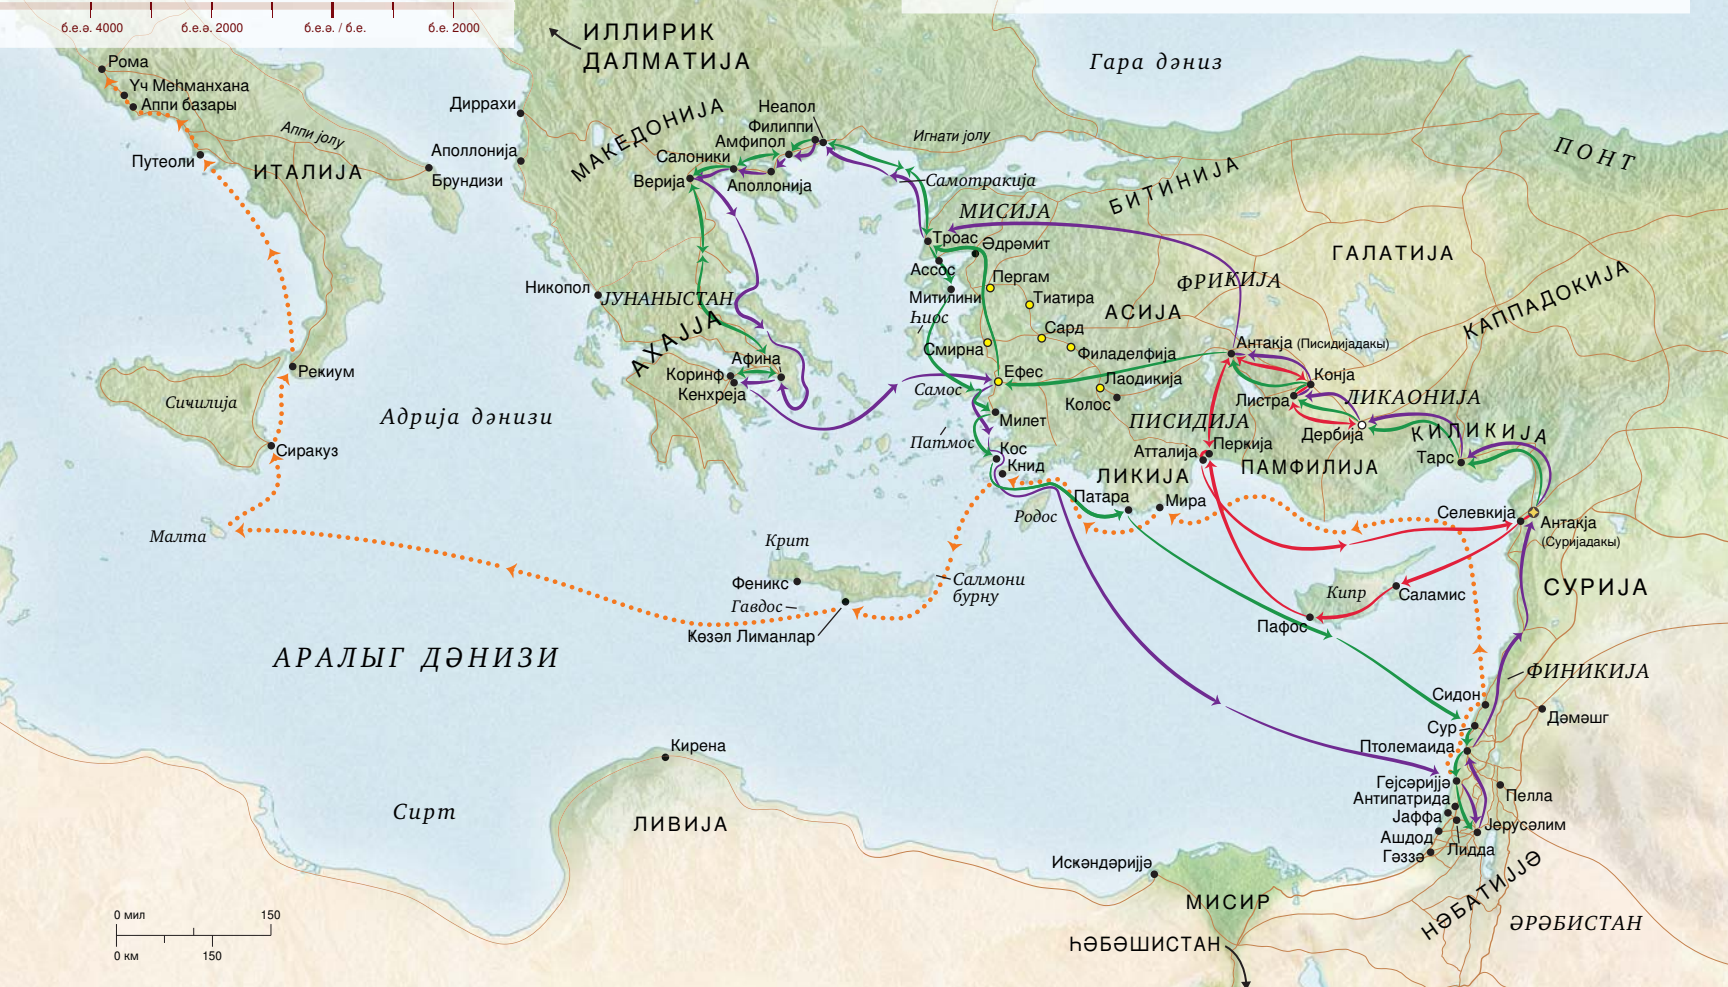 б.е.ә. 4000
б.е.ә. 2000
б.е.ә. / б.е.
б.е. 2000
ИЛЛИРИК
ДАЛМАТИЈА
Гара дәниз
Рома
Үч Меһманхана
Аппи базары
Аппи јолу
Путеоли
ИТАЛИЈА
Диррахи
Аполлонија
Брундизи
МАКЕДОНИЈА
Неапол
Филиппи
Амфипол
Салоники
Верија
Аполлонија
Игнати јолу
Самотракија
ПОНТ
БИТИНИЈА
МИСИЈА
Троас
Әдрәмит
Ассос
Пергам
Митилини
Тиатира
Һиос
Сард
Смирна
Филаделфија
АСИЈА
ФРИКИЈА
ГАЛАТИЈА
КАППАДОКИЈА
Никопол
ЈУНАНЫСТАН
АХАЈЈА
Афина
Коринф
Кенхреја
Рекиум
Сичилија
Адрија дәнизи
Сиракуз
Малта
Ефес
Самос
Лаодикија
Колос
Милет
Патмос
Кос
Книд
Антакја (Писидијадакы)
Конја
Листра
ЛИКАОНИЈА
Дербија
ПИСИДИЈА
Перкија
Атталија
ПАМФИЛИЈА
ЛИКИЈА
КИЛИКИЈА
Тарс
Патара
Мира
Родос
Селевкија
Антакја
(Суријадакы)
СУРИЈА
Крит
Феникс
Гавдос
Көзәл Лиманлар
Салмони
бурну
Кипр
Саламис
Пафос
АРАЛЫГ ДӘНИЗИ
ФИНИКИЈА
Сидон
Дәмәшг
Сур
Птолемаида
Гејсәријјә
Антипатрида
Пелла
Јаффа
Јерусәлим
Ашдод
Лидда
Гәззә
Кирена
Сирт
ЛИВИЈА
Искәндәријјә
МИСИР
НӘБАТИЈЈӘ
ӘРӘБИСТАН
ҺӘБӘШИСТАН
0 мил
150
0 км
150